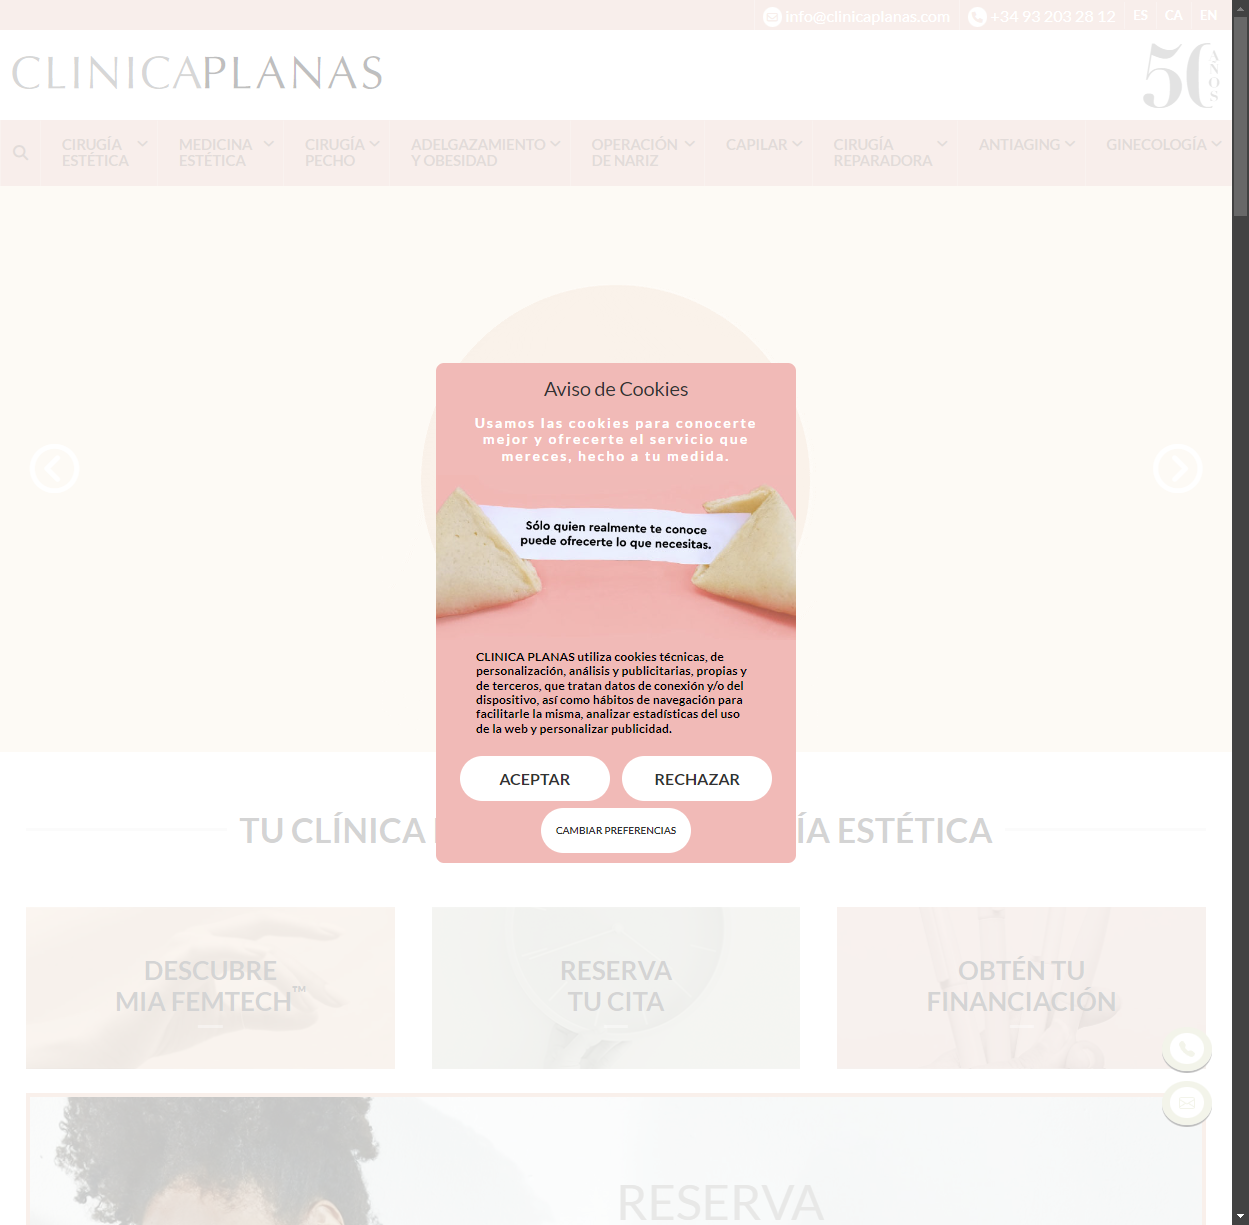 info@clinicaplanas.com +34 93 203 28 12 ES CA EN
CLINICAPLANAS
50 AÑOS
CIRUGÍA ESTÉTICA
MEDICINA ESTÉTICA
CIRUGÍA PECHO
ADELGAZAMIENTO Y OBESIDAD
OPERACIÓN DE NARIZ
CAPILAR
CIRUGÍA REPARADORA
ANTIAGING
GINECOLOGÍA
Aviso de Cookies
Usamos las cookies para conocerte
mejor y ofrecerte el servicio que
mereces, hecho a tu medida.
Sólo quien realmente te conoce
puede ofrecerte lo que necesitas.
CLINICA PLANAS utiliza cookies técnicas, de
personalización, análisis y publicitarias, propias y
de terceros, que tratan datos de conexión y/o del
dispositivo, así como hábitos de navegación para
facilitarle la misma, analizar estadísticas del uso
de la web y personalizar publicidad.
ACEPTAR RECHAZAR
CAMBIAR PREFERENCIAS
TU CLÍNICA ÍA ESTÉTICA
DESCUBRE
MIA FEMTECH™
RESERVA
TU CITA
OBTÉN TU
FINANCIACIÓN
RESERVA